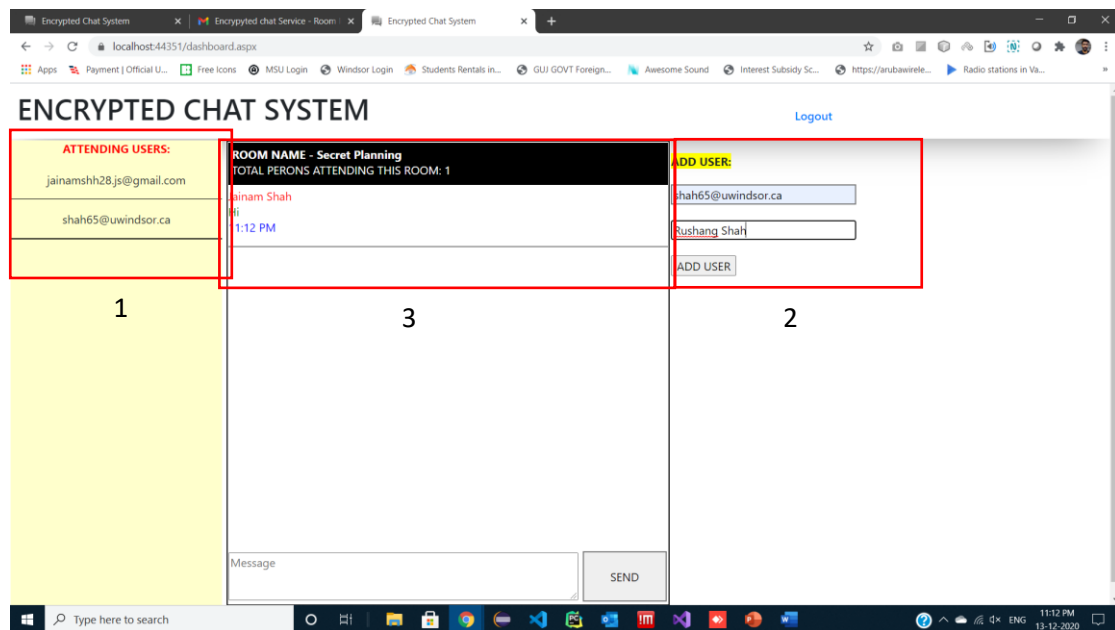 Encrypted Chat System
Encrypyted chat Service - Room
Encrypted Chat System
localhost:44351/dashboard.aspx
Apps
Payment | Official U...
Free Icons
MSU Login
Windsor Login
Students Rentals in...
GUJ GOVT Foreign...
Awesome Sound
Interest Subsidy Sc...
https://arubawirele...
Radio stations in Va...
ENCRYPTED CHAT SYSTEM
Logout
ATTENDING USERS:
jainamshh28.js@gmail.com
shah65@uwindsor.ca
1
ROOM NAME - Secret Planning
TOTAL PERONS ATTENDING THIS ROOM: 1
Jainam Shah
Hi
11:12 PM
3
Message
SEND
ADD USER:
shah65@uwindsor.ca
Rushang Shah
ADD USER
2
Type here to search
ENG
11:12 PM
13-12-2020